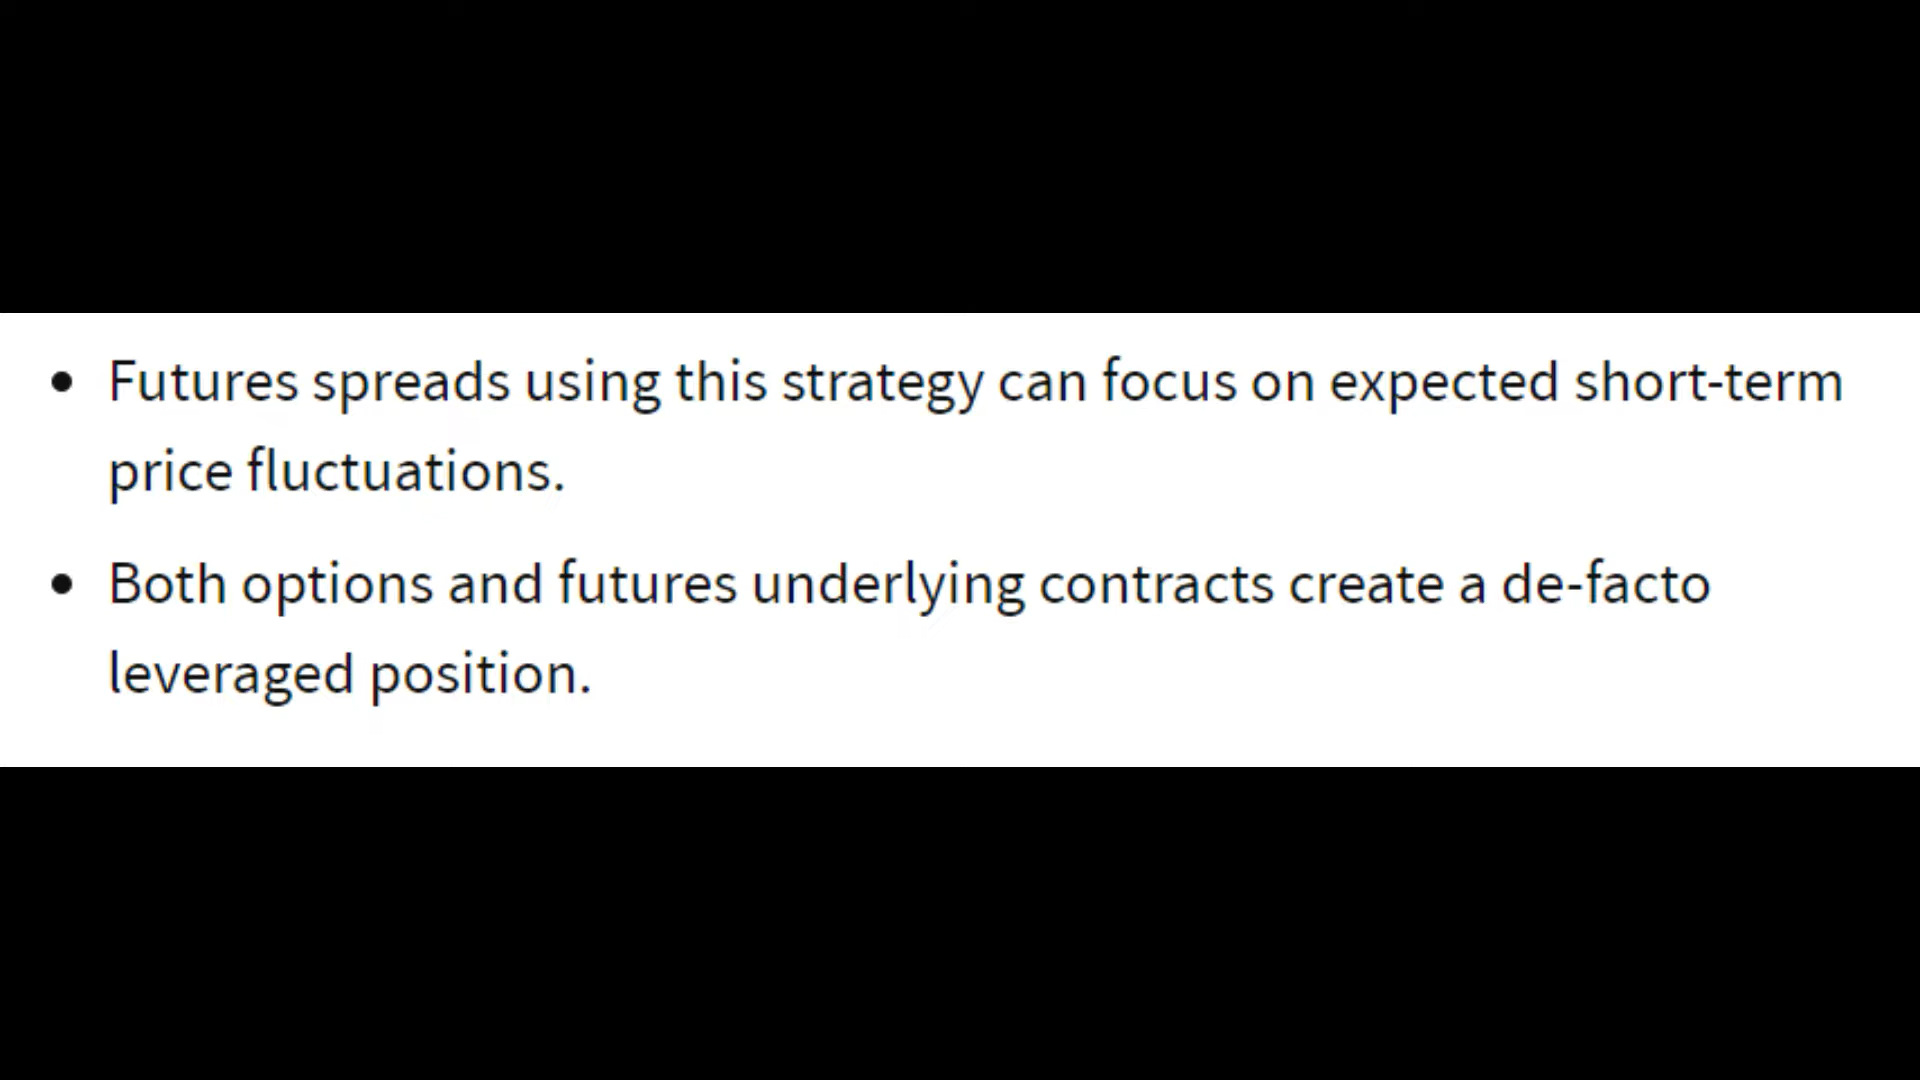 • Futures spreads using this strategy can focus on expected short-term
price fluctuations.
• Both options and futures underlying contracts create a de-facto
leveraged position.